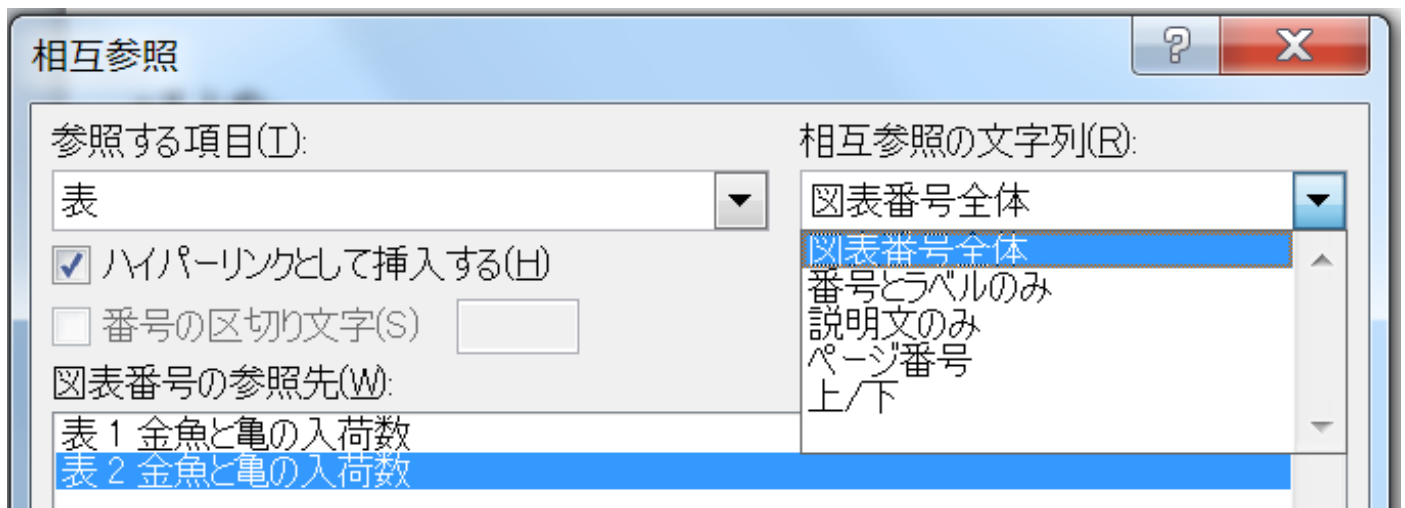 相互参照
参照する項目(T):
表
ハイパーリンクとして挿入する(H)
番号の区切り文字(S)
図表番号の参照先(W):
表 1 金魚と亀の入荷数
表 2 金魚と亀の入荷数
相互参照の文字列(R):
図表番号全体
図表番号全体
番号とラベルのみ
説明文のみ
ページ番号
上/下